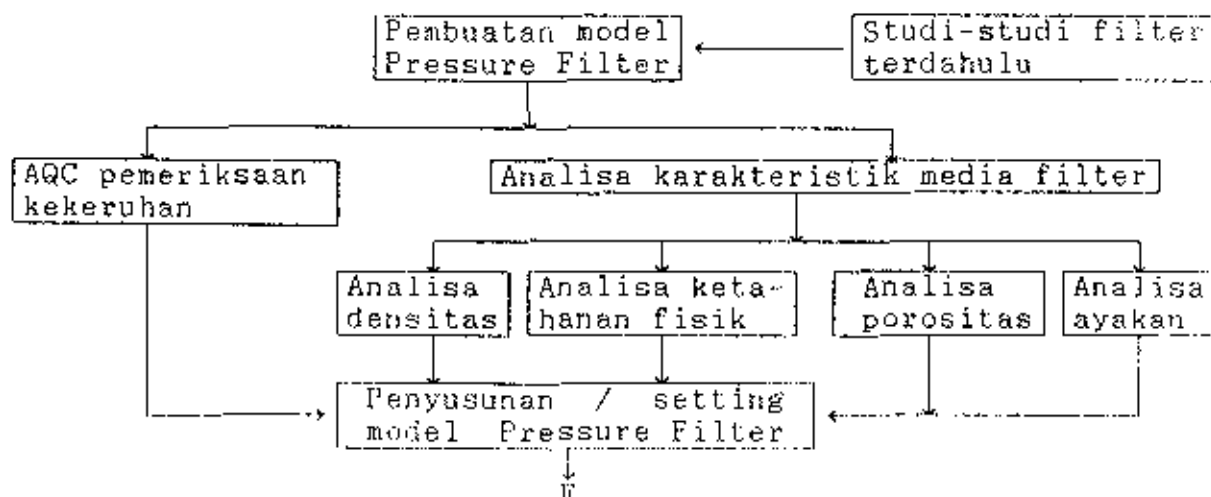 Pembuatan model
Pressure Filter
Studi-studi filter
terdahulu
AQC pemeriksaan
kekeruhan
Analisa karakteristik media filter
Analisa
densitas
Analisa keta-
hanan fisik
Analisa
porositas
Analisa
ayakan
Penyusunan / setting
model Pressure Filter